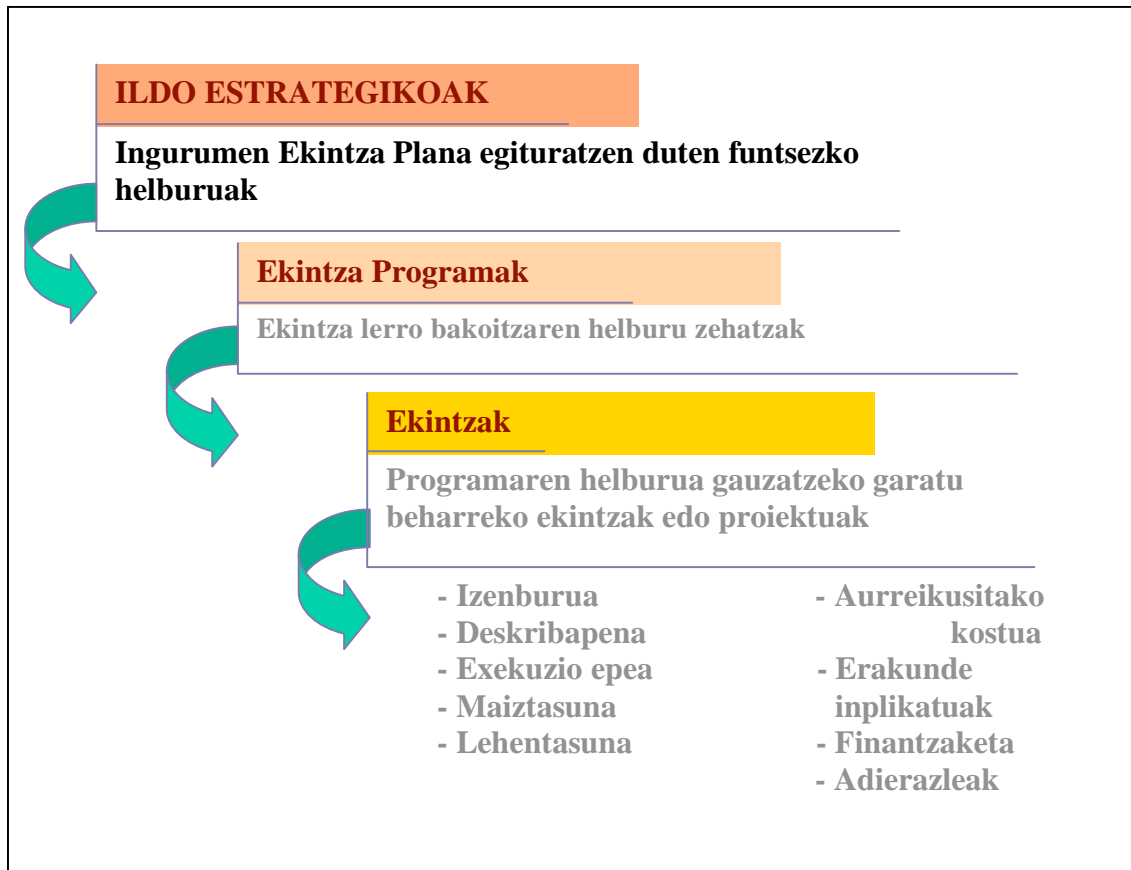 ILDO ESTRATEGIKOAK
Ingurumen Ekintza Plana egituratzen duten funtsezko
helburuak
Ekintza Programak
Ekintza lerro bakoitzaren helburu zehatzak
Ekintzak
Programaren helburua gauzatzeko garatu
beharreko ekintzak edo proiektuak
- Izenburua
- Deskribapena
- Exekuzio epea
- Maiztasuna
- Lehentasuna
- Aurreikusitako
kostua
- Erakunde
inplikatuak
- Finantzaketa
- Adierazleak